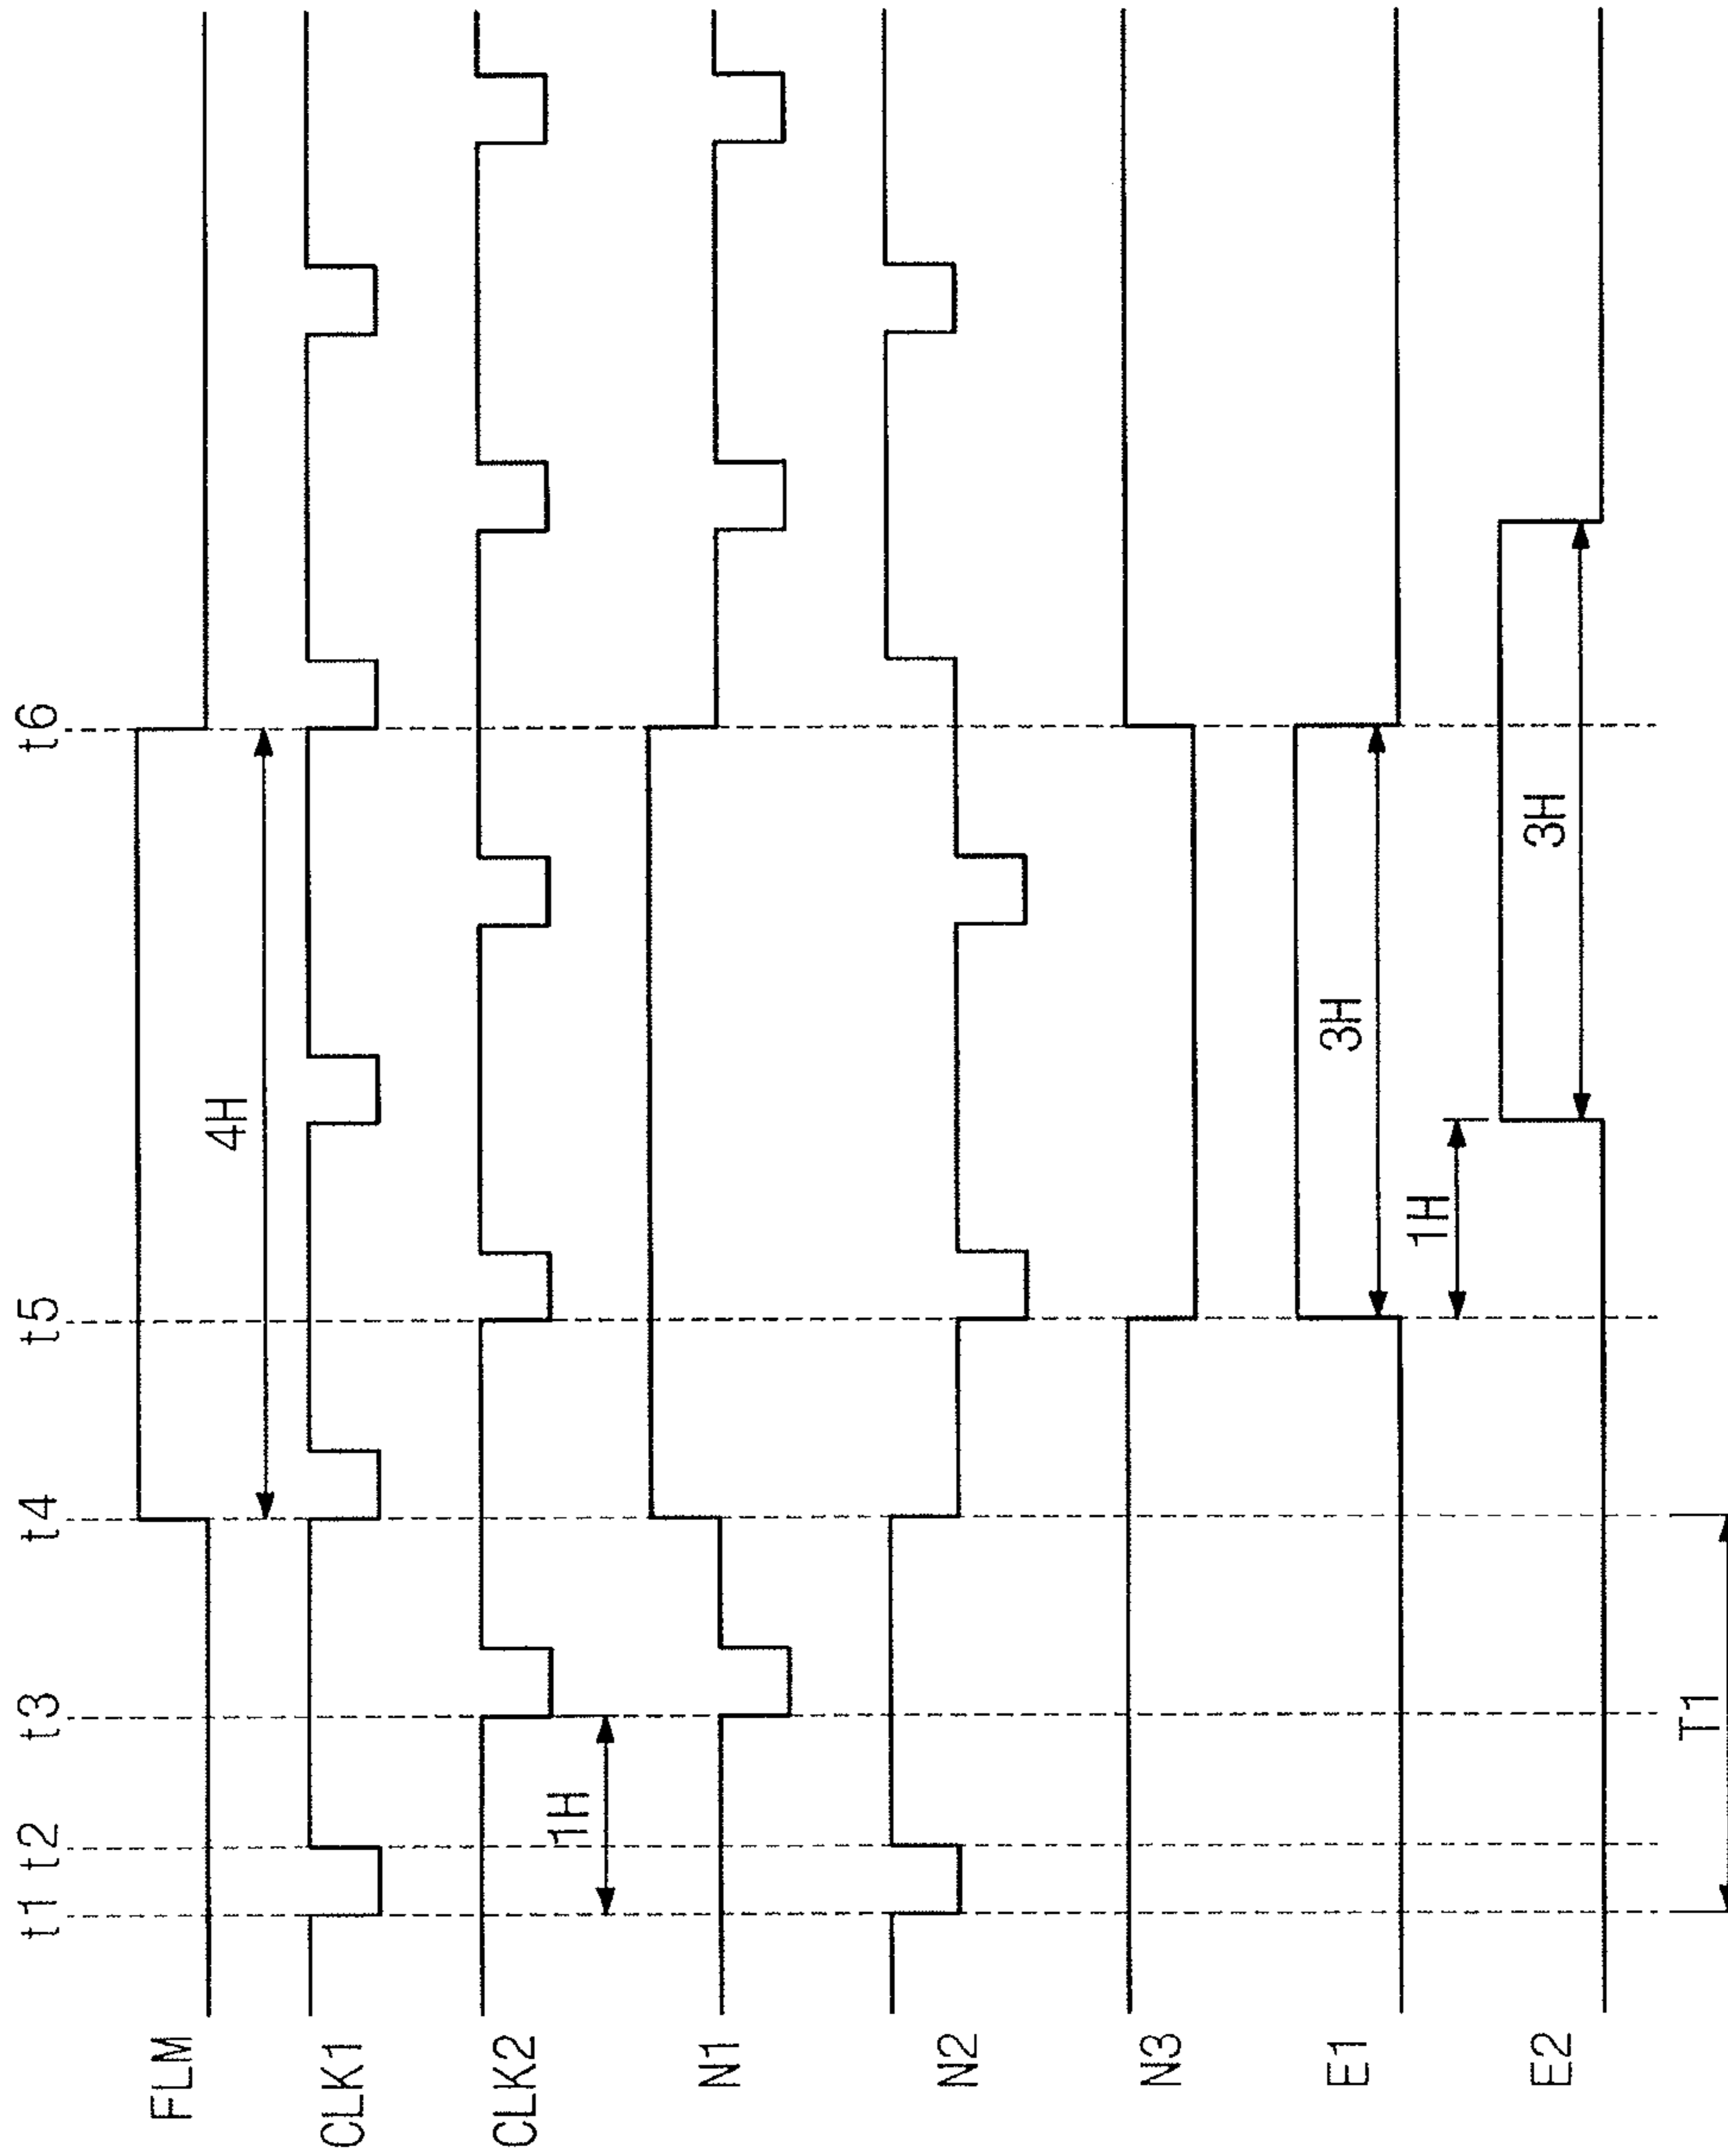 t1 t2 t3 t4 t5 t6
FLM
4H
CLK1
CLK2
1H
N1
N2
N3
E1
3H
1H
E2
3H
T1